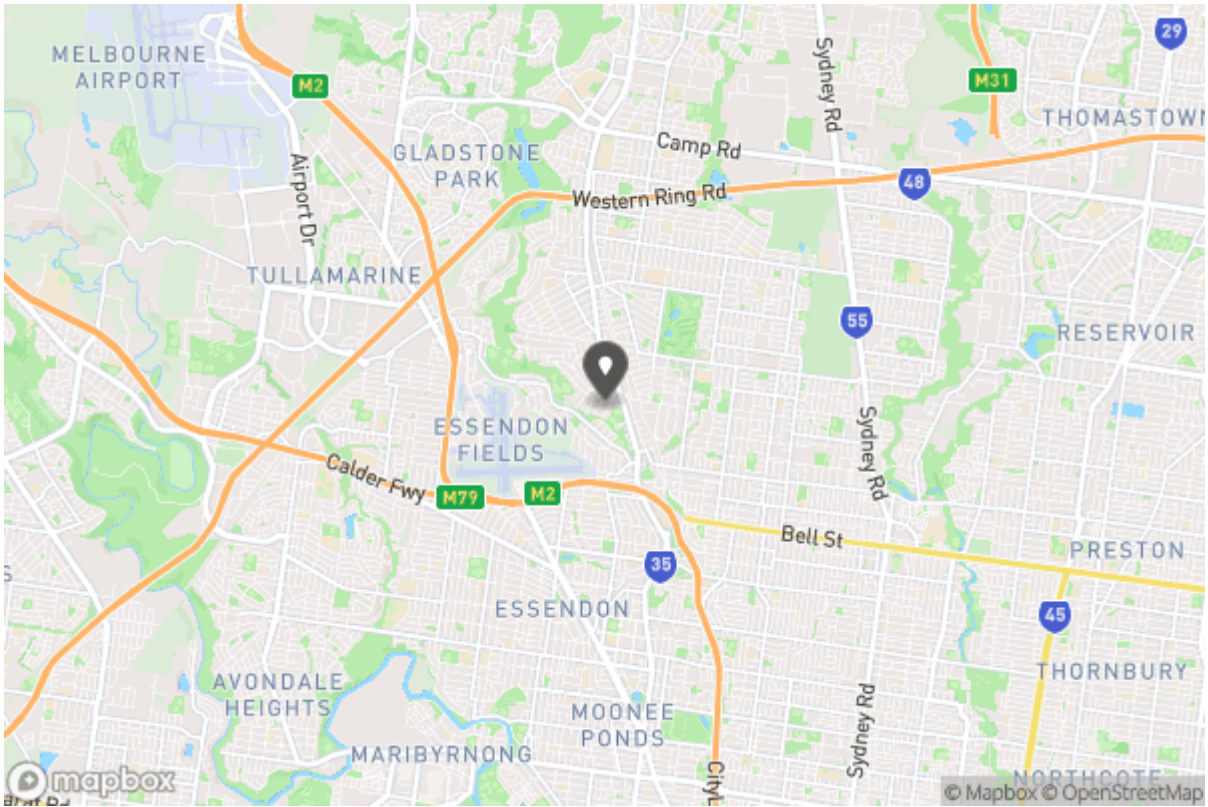 MELBOURNE
AIRPORT
M2
Sydney Rd
M31
29
THOMASTOWN
Camp Rd
GLADSTONE
PARK
Western Ring Rd
48
Airport Dr
TULLAMARINE
55
RESERVOIR
ESSENDON
FIELDS
Sydney Rd
Calder Fwy
M79
M2
Bell St
PRESTON
35
ESSENDON
45
THORNBURY
AVONDALE
HEIGHTS
MOONEE
PONDS
Sydney Rd
MARIBYRNONG
CityL
NORTHCOTE
mapbox
© Mapbox © OpenStreetMap